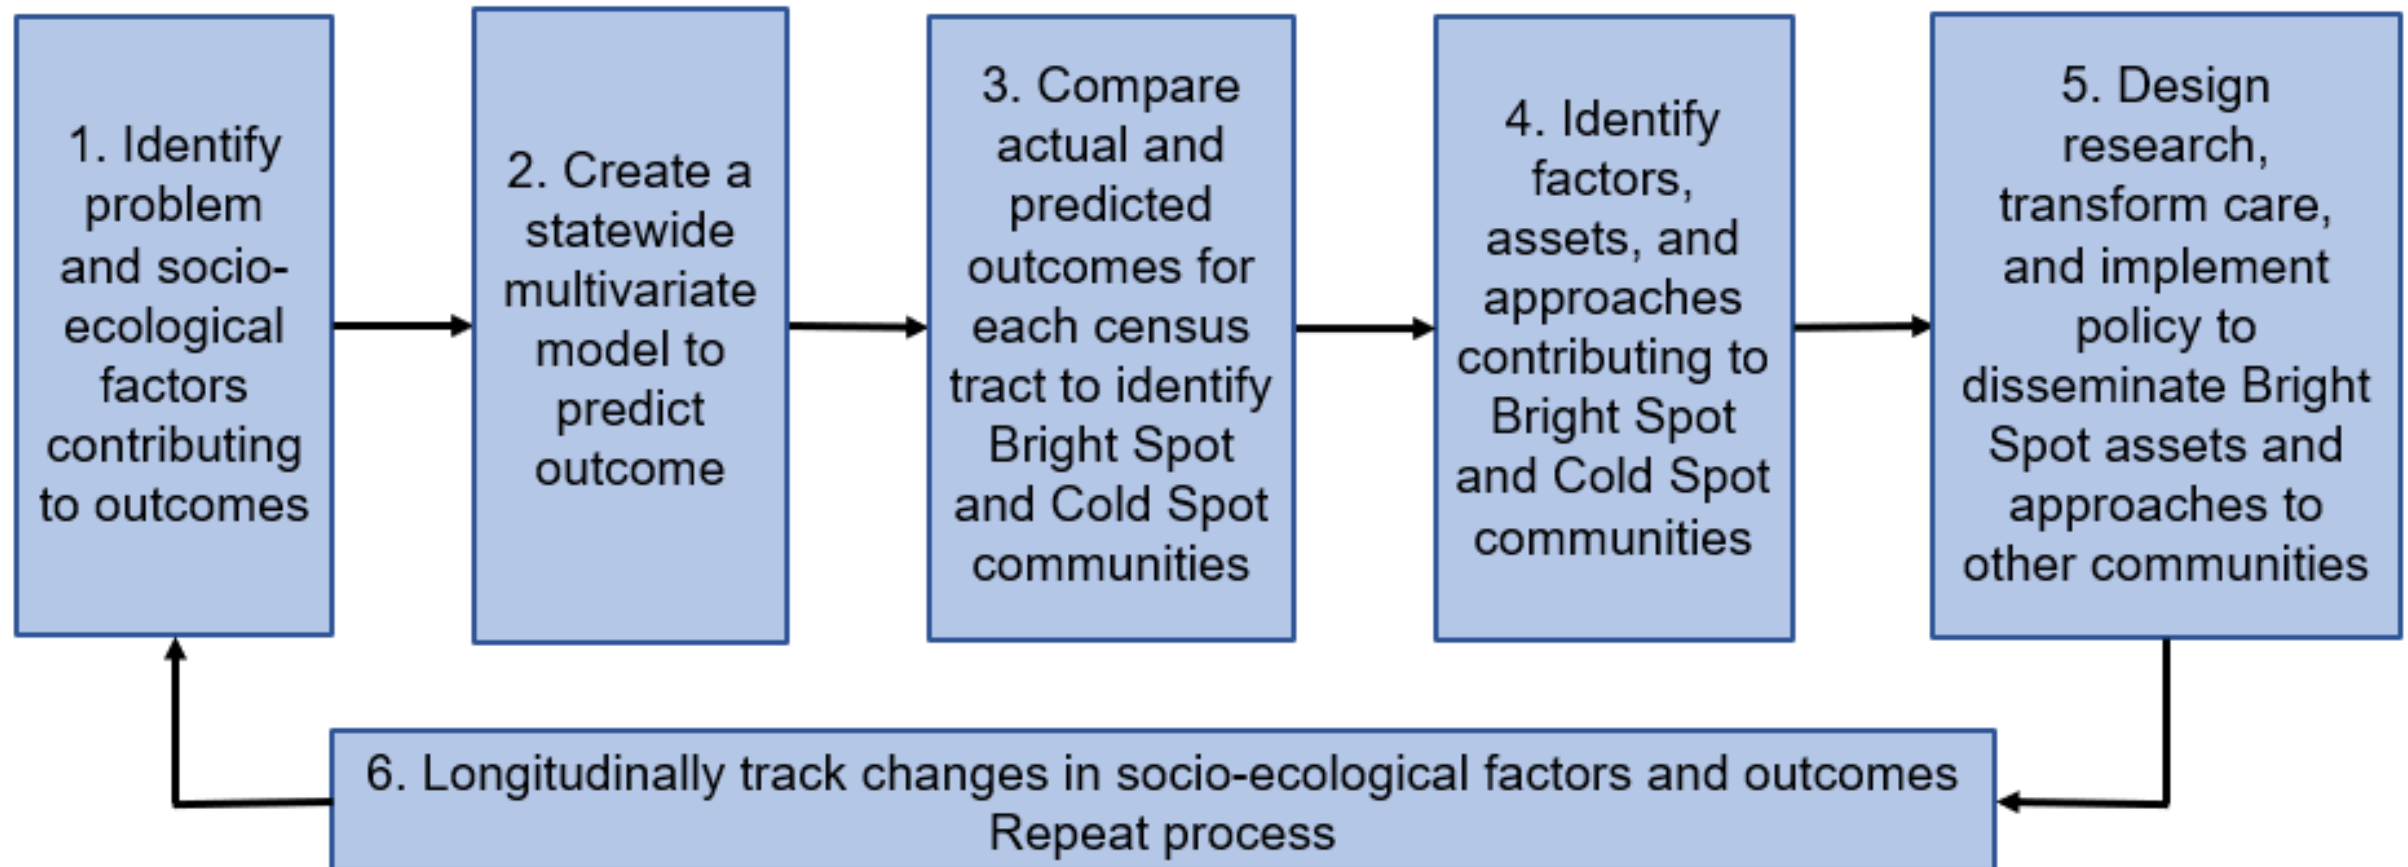 1. Identify
problem
and socio-
ecological
factors
contributing
to outcomes
2. Create a
statewide
multivariate
model to
predict
outcome
3. Compare
actual and
predicted
outcomes for
each census
tract to identify
Bright Spot
and Cold Spot
communities
4. Identify
factors,
assets, and
approaches
contributing to
Bright Spot
and Cold Spot
communities
5. Design
research,
transform care,
and implement
policy to
disseminate Bright
Spot assets and
approaches to
other communities
6. Longitudinally track changes in socio-ecological factors and outcomes
Repeat process